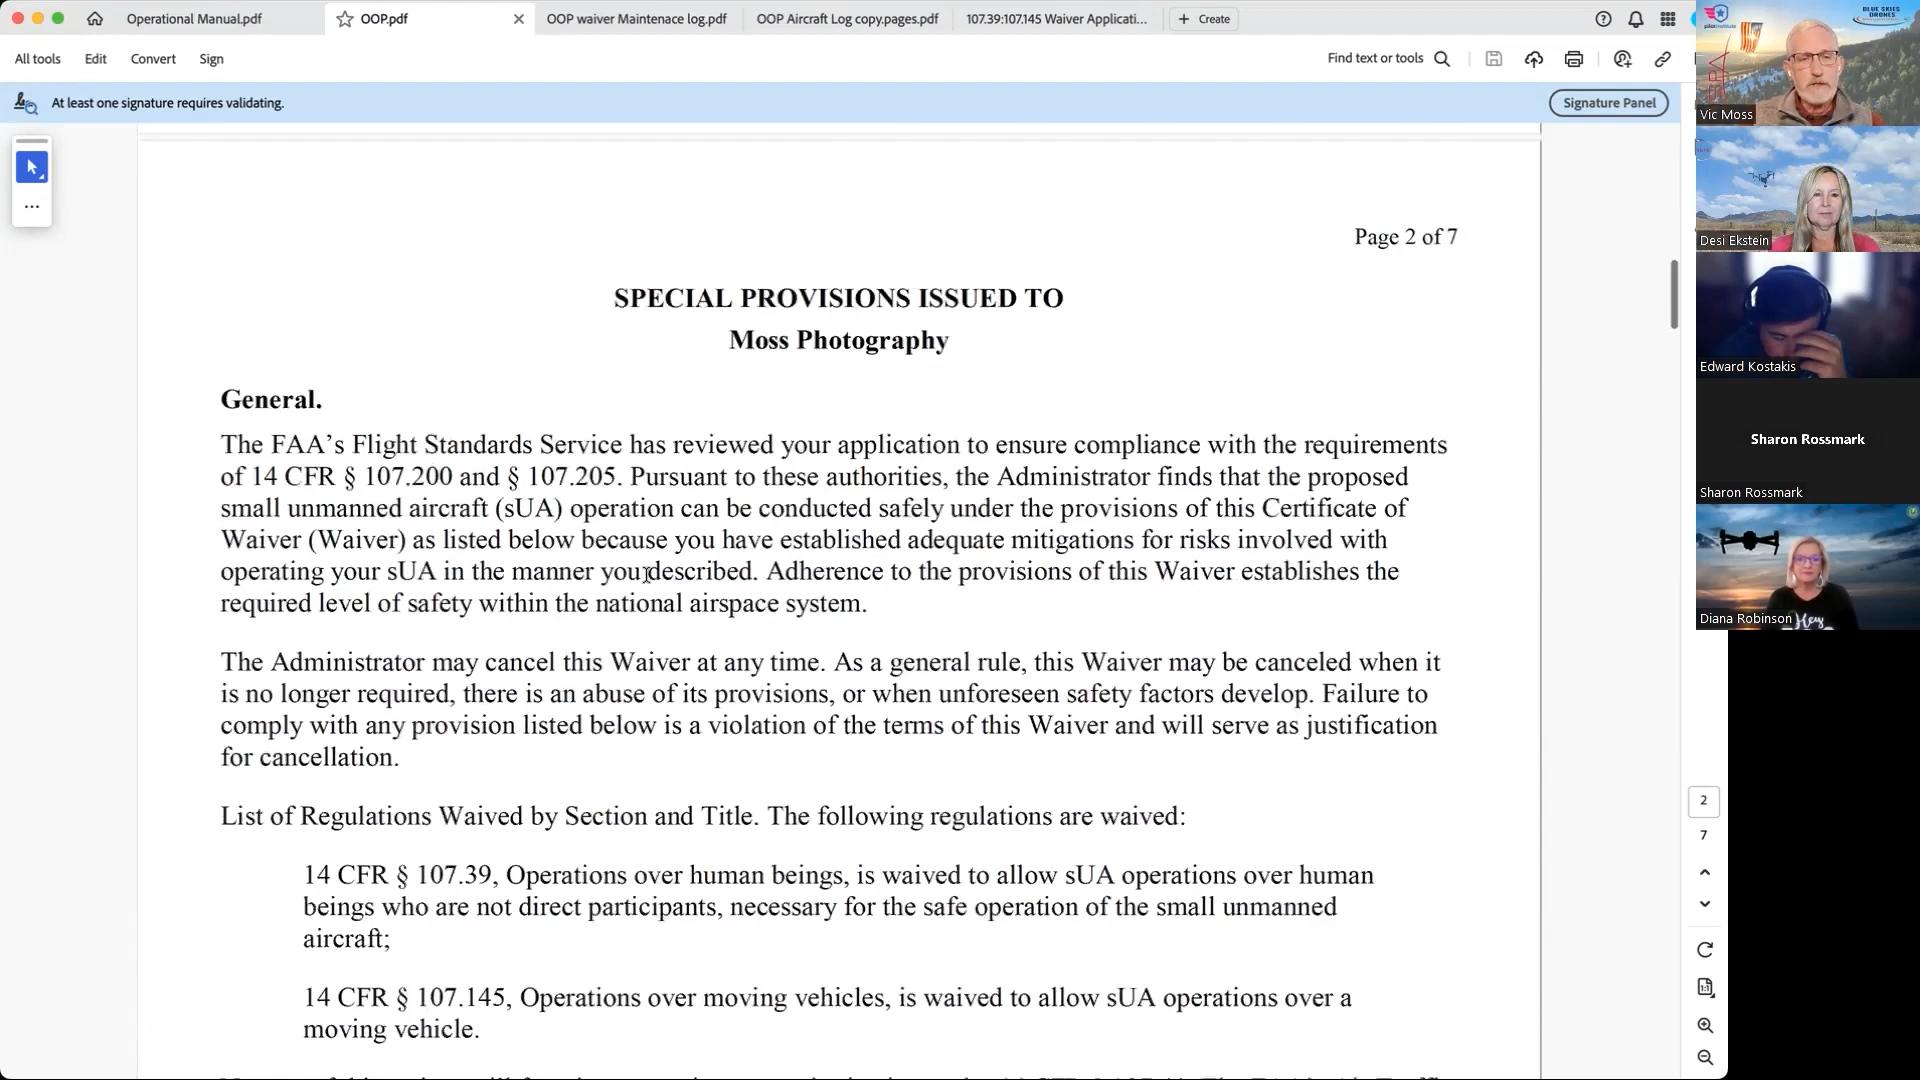 Operational Manual.pdf
OOP.pdf
OOP waiver Maintenace log.pdf
OOP Aircraft Log copy.pages.pdf
107.39:107.145 Waiver Applicati...
+ Create
All tools
Edit
Convert
Sign
Find text or tools
At least one signature requires validating.
Signature Panel
Page 2 of 7
SPECIAL PROVISIONS ISSUED TO
Moss Photography
General.
The FAA’s Flight Standards Service has reviewed your application to ensure compliance with the requirements
of 14 CFR § 107.200 and § 107.205. Pursuant to these authorities, the Administrator finds that the proposed
small unmanned aircraft (sUA) operation can be conducted safely under the provisions of this Certificate of
Waiver (Waiver) as listed below because you have established adequate mitigations for risks involved with
operating your sUA in the manner you described. Adherence to the provisions of this Waiver establishes the
required level of safety within the national airspace system.
The Administrator may cancel this Waiver at any time. As a general rule, this Waiver may be canceled when it
is no longer required, there is an abuse of its provisions, or when unforeseen safety factors develop. Failure to
comply with any provision listed below is a violation of the terms of this Waiver and will serve as justification
for cancellation.
List of Regulations Waived by Section and Title. The following regulations are waived:
14 CFR § 107.39, Operations over human beings, is waived to allow sUA operations over human
beings who are not direct participants, necessary for the safe operation of the small unmanned
aircraft;
14 CFR § 107.145, Operations over moving vehicles, is waived to allow sUA operations over a
moving vehicle.
2
7
BLUE SKIES
DRONES
Vic Moss
Desi Ekstein
Edward Kostakis
Sharon Rossmark
Sharon Rossmark
Hey
Diana Robinson